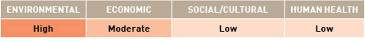 ENVIRONMENTAL ECONOMIC SOCIAL/CULTURAL HUMAN HEALTH
High Moderate Low Low